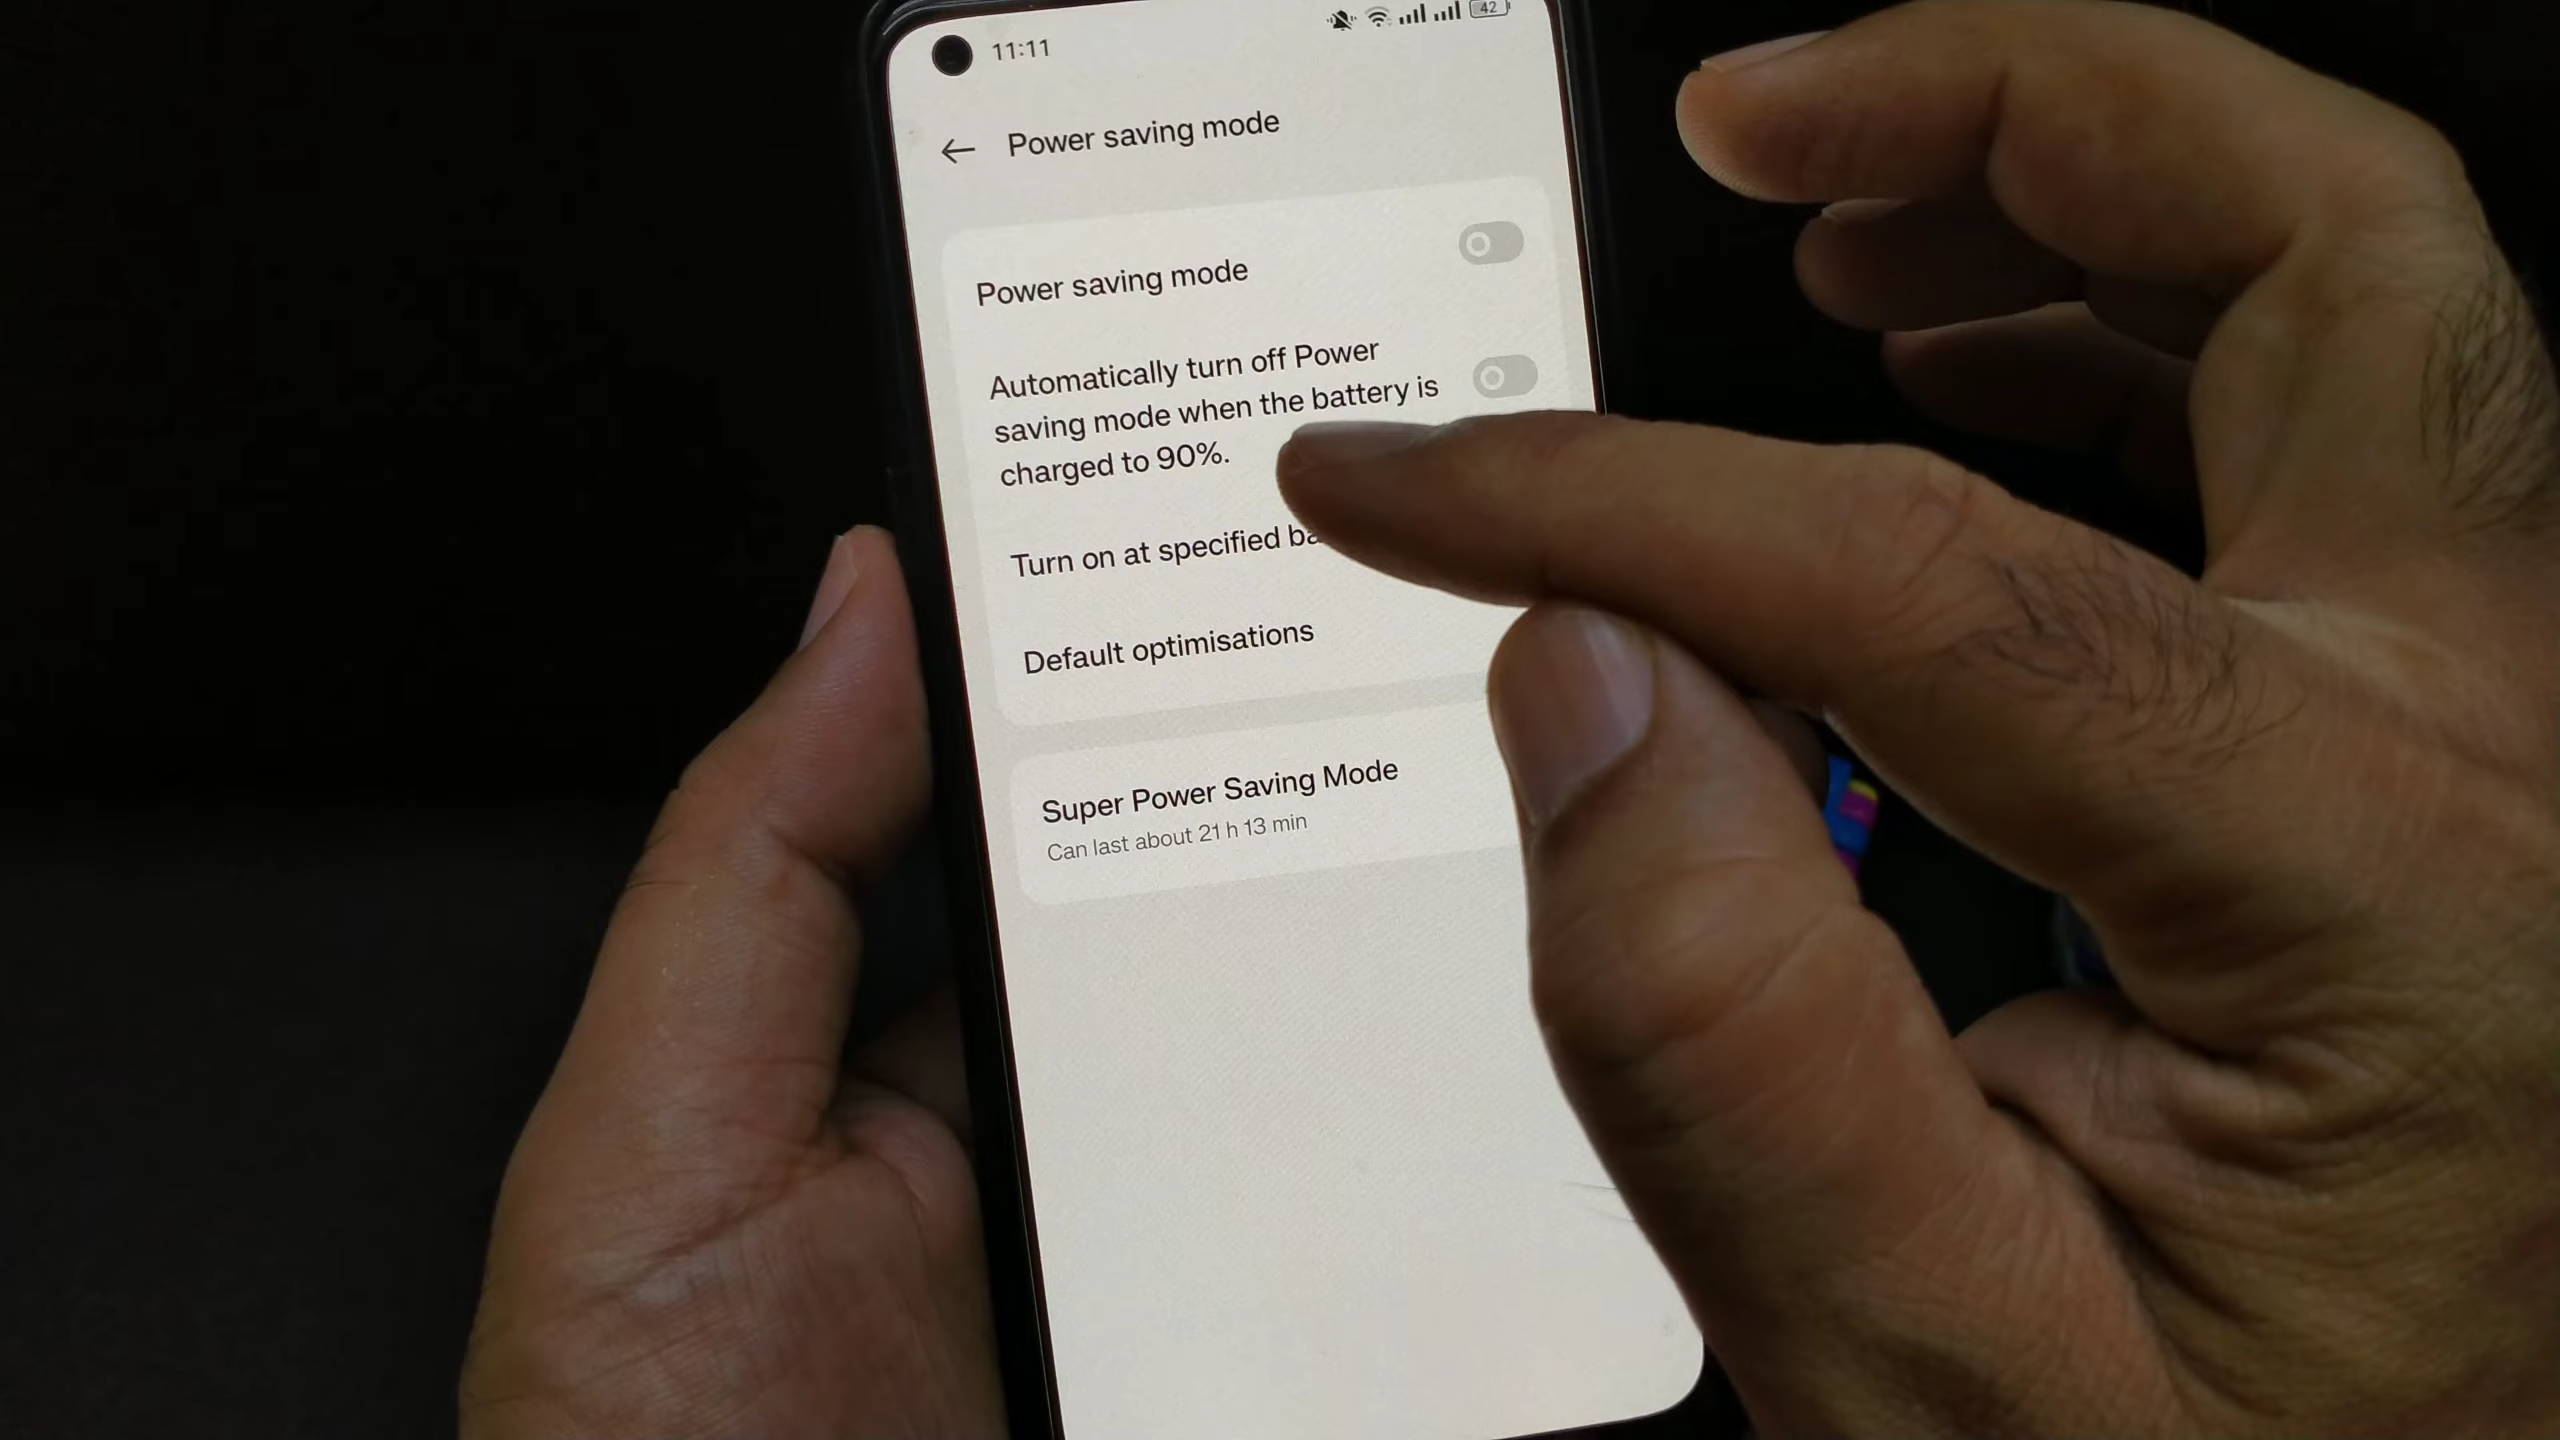 11:11
42
Power saving mode
Power saving mode
Automatically turn off Power
saving mode when the battery is
charged to 90%.
Turn on at specified
Default optimisations
Super Power Saving Mode
Can last about 21 h 13 min